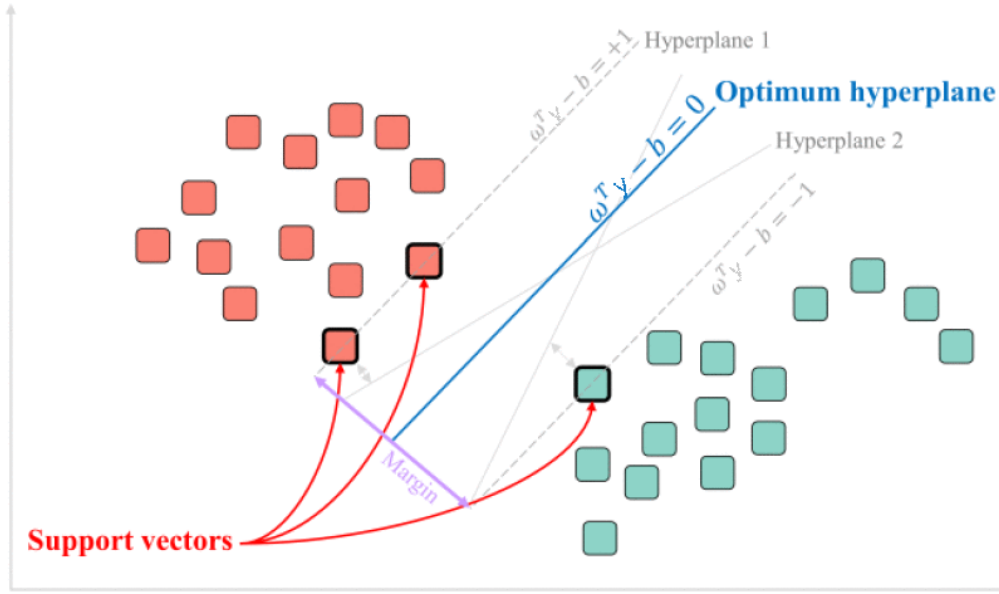 ωᵀy − b = +1
Hyperplane 1
Optimum hyperplane
ωᵀy − b = 0
Hyperplane 2
ωᵀy − b = −1
Margin
Support vectors